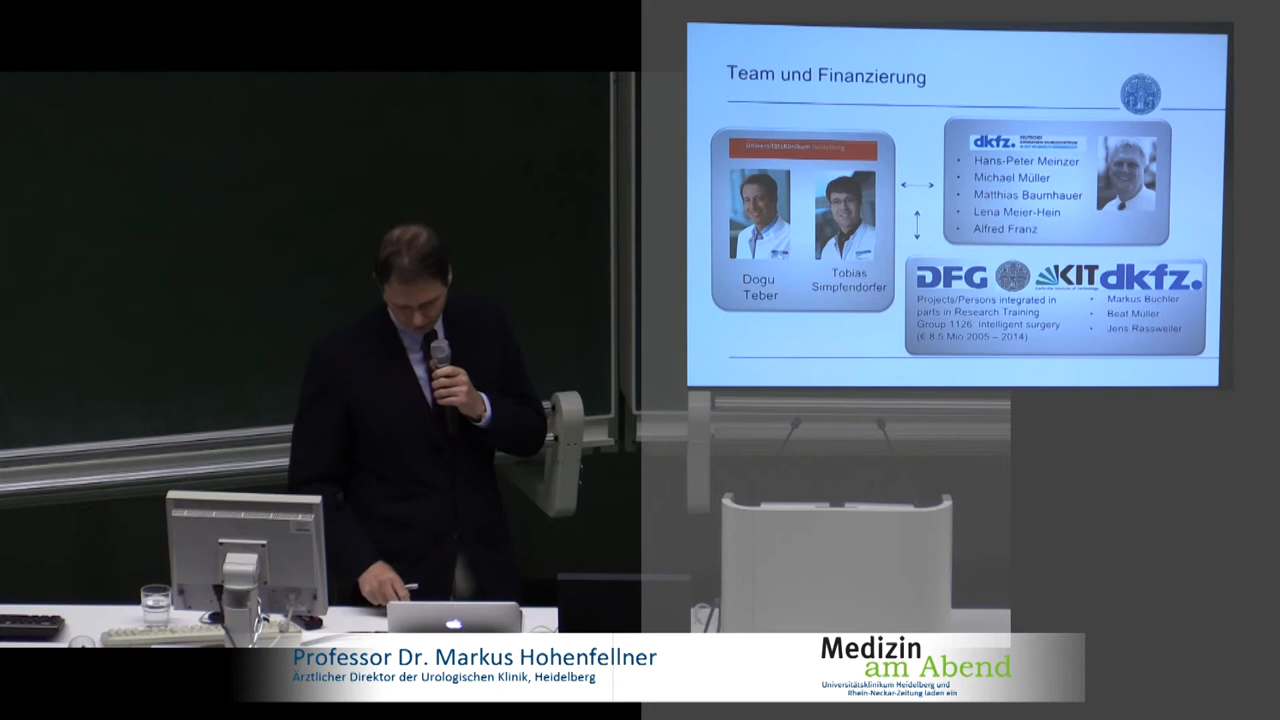 Team und Finanzierung
Universitätsklinikum Heidelberg
Dogu
Teber
Tobias
Simpfendörfer
dkfz.
• Hans-Peter Meinzer
• Michael Müller
• Matthias Baumhauer
• Lena Meier-Hein
• Alfred Franz
DFG
KIT
dkfz.
Projects/Persons integrated in
parts in Research Training
Group 1126: Intelligent surgery
(€ 8.5 Mio 2005 – 2014)
• Markus Büchler
• Beat Müller
• Jens Rassweiler
Professor Dr. Markus Hohenfellner
Ärztlicher Direktor der Urologischen Klinik, Heidelberg
Medizin
am Abend
Universitätsklinikum Heidelberg und
Rhein-Neckar-Zeitung laden ein